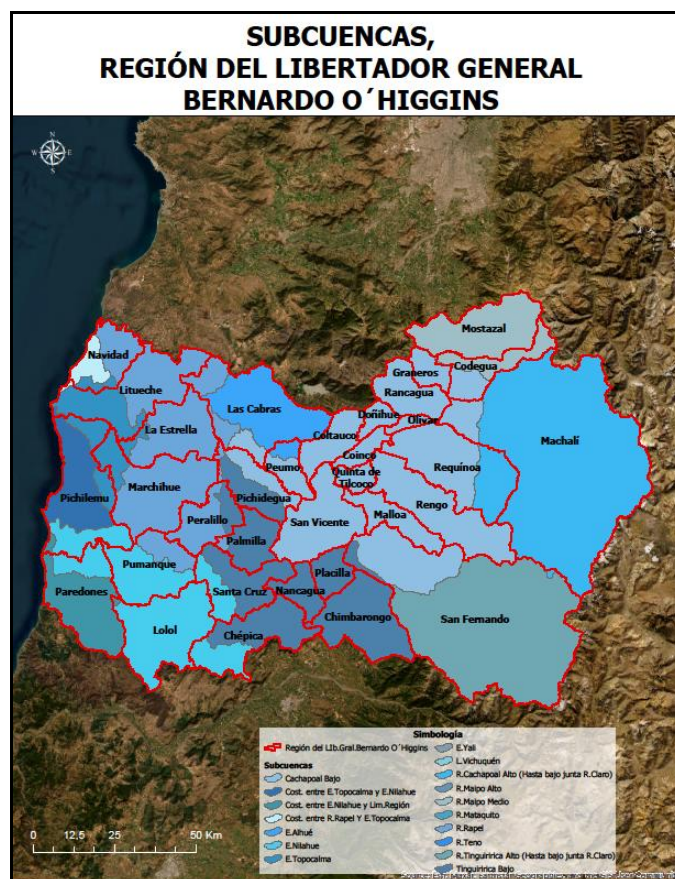 SUBCUENCAS,
REGIÓN DEL LIBERTADOR GENERAL
BERNARDO O´HIGGINS
N
W E
S
Mostazal
Navidad
Codegua
Graneros
Litueche
Rancagua
Las Cabras
Doñihue
Olivar
La Estrella
Coltauco
Machalí
Coinco
Peumo
Requínoa
Quinta de
Tilcoco
Marchihue
Pichidegua
Pichilemu
Rengo
Malloa
San Vicente
Peralillo
Palmilla
Pumanque
Placilla
Paredones
Santa Cruz
Nancagua
Chimbarongo
San Fernando
Lolol
Chépica
Simbología
Región del LIb.Gral.Bernardo O´Higgins
Subcuencas
Cachapoal Bajo
Cost. entre E.Topocalma y E.Nilahue
Cost. entre E.Nilahue y Lim.Región
Cost. entre R.Rapel Y E.Topocalma
E.Alhué
E.Nilahue
E.Topocalma
E.Yali
L.Vichuquén
R.Cachapoal Alto (Hasta bajo junta R.Claro)
R.Maipo Alto
R.Maipo Medio
R.Mataquito
R.Rapel
R.Teno
R.Tinguiririca Alto (Hasta bajo junta R.Claro)
Tinguiririca Bajo
0 12,5 25 50 Km